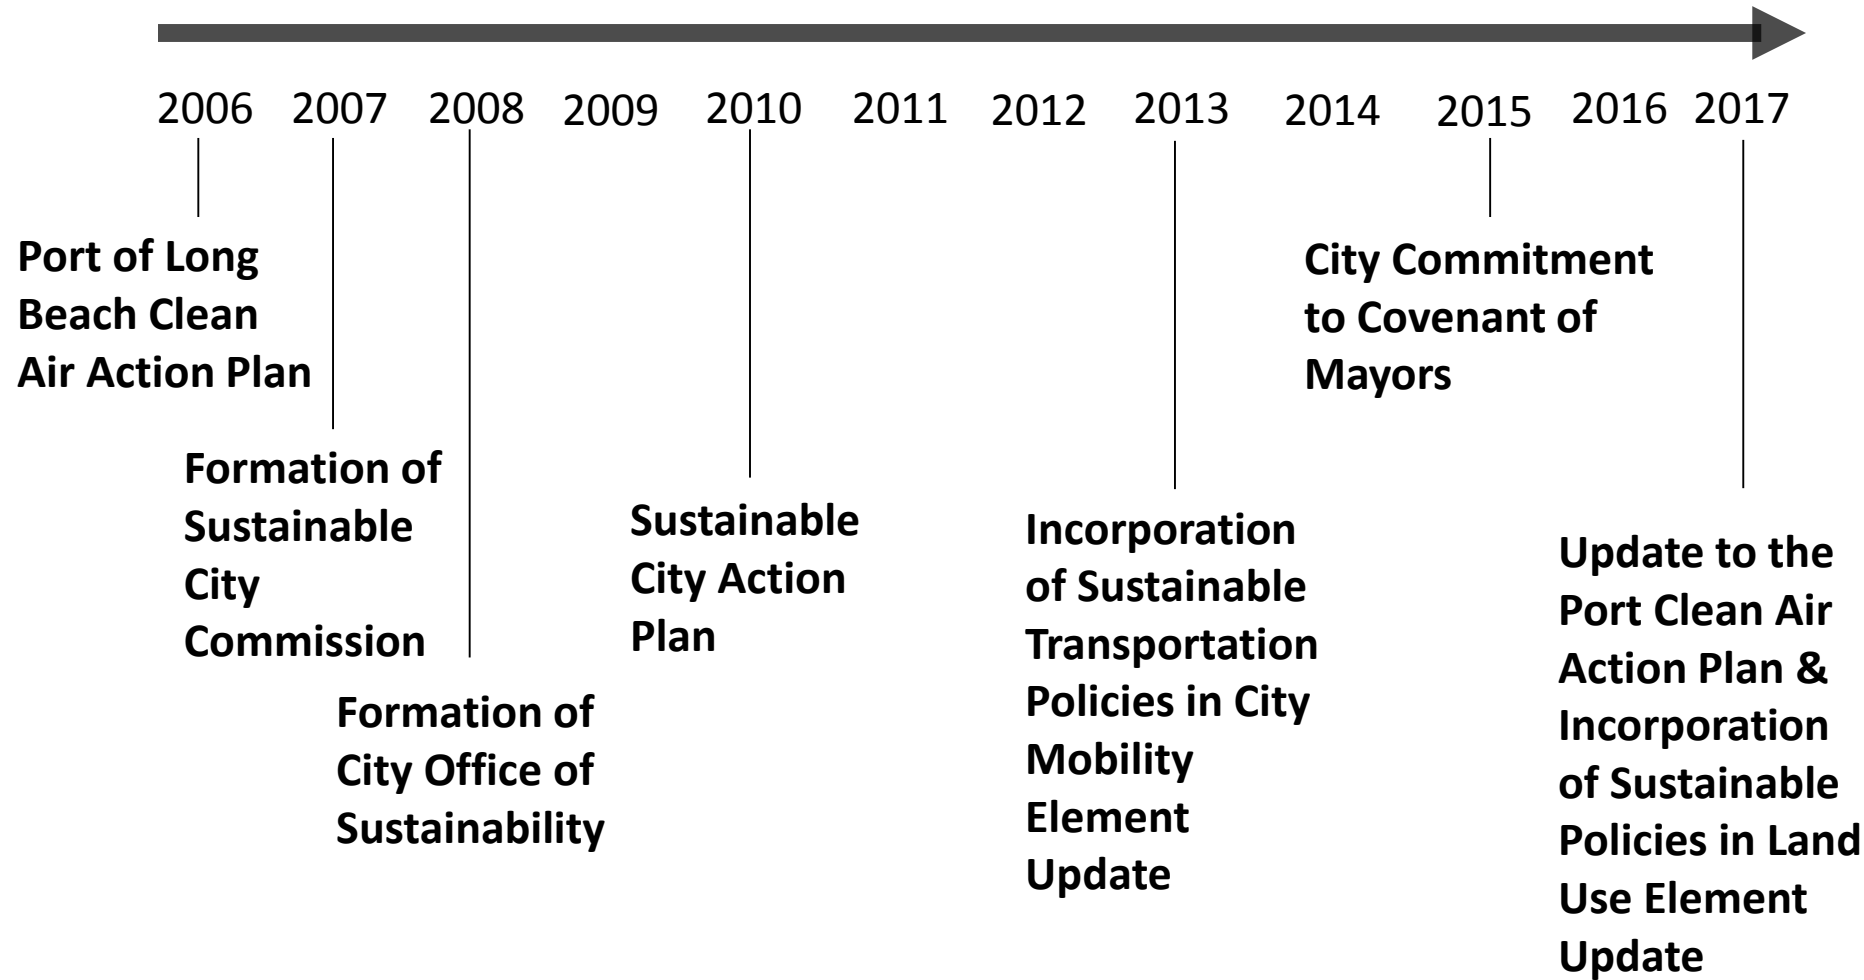 2006 2007 2008 2009 2010 2011 2012 2013 2014 2015 2016 2017
Port of Long
Beach Clean
Air Action Plan
Formation of
Sustainable
City
Commission
Formation of
City Office of
Sustainability
Sustainable
City Action
Plan
Incorporation
of Sustainable
Transportation
Policies in City
Mobility
Element
Update
City Commitment
to Covenant of
Mayors
Update to the
Port Clean Air
Action Plan &
Incorporation
of Sustainable
Policies in Land
Use Element
Update